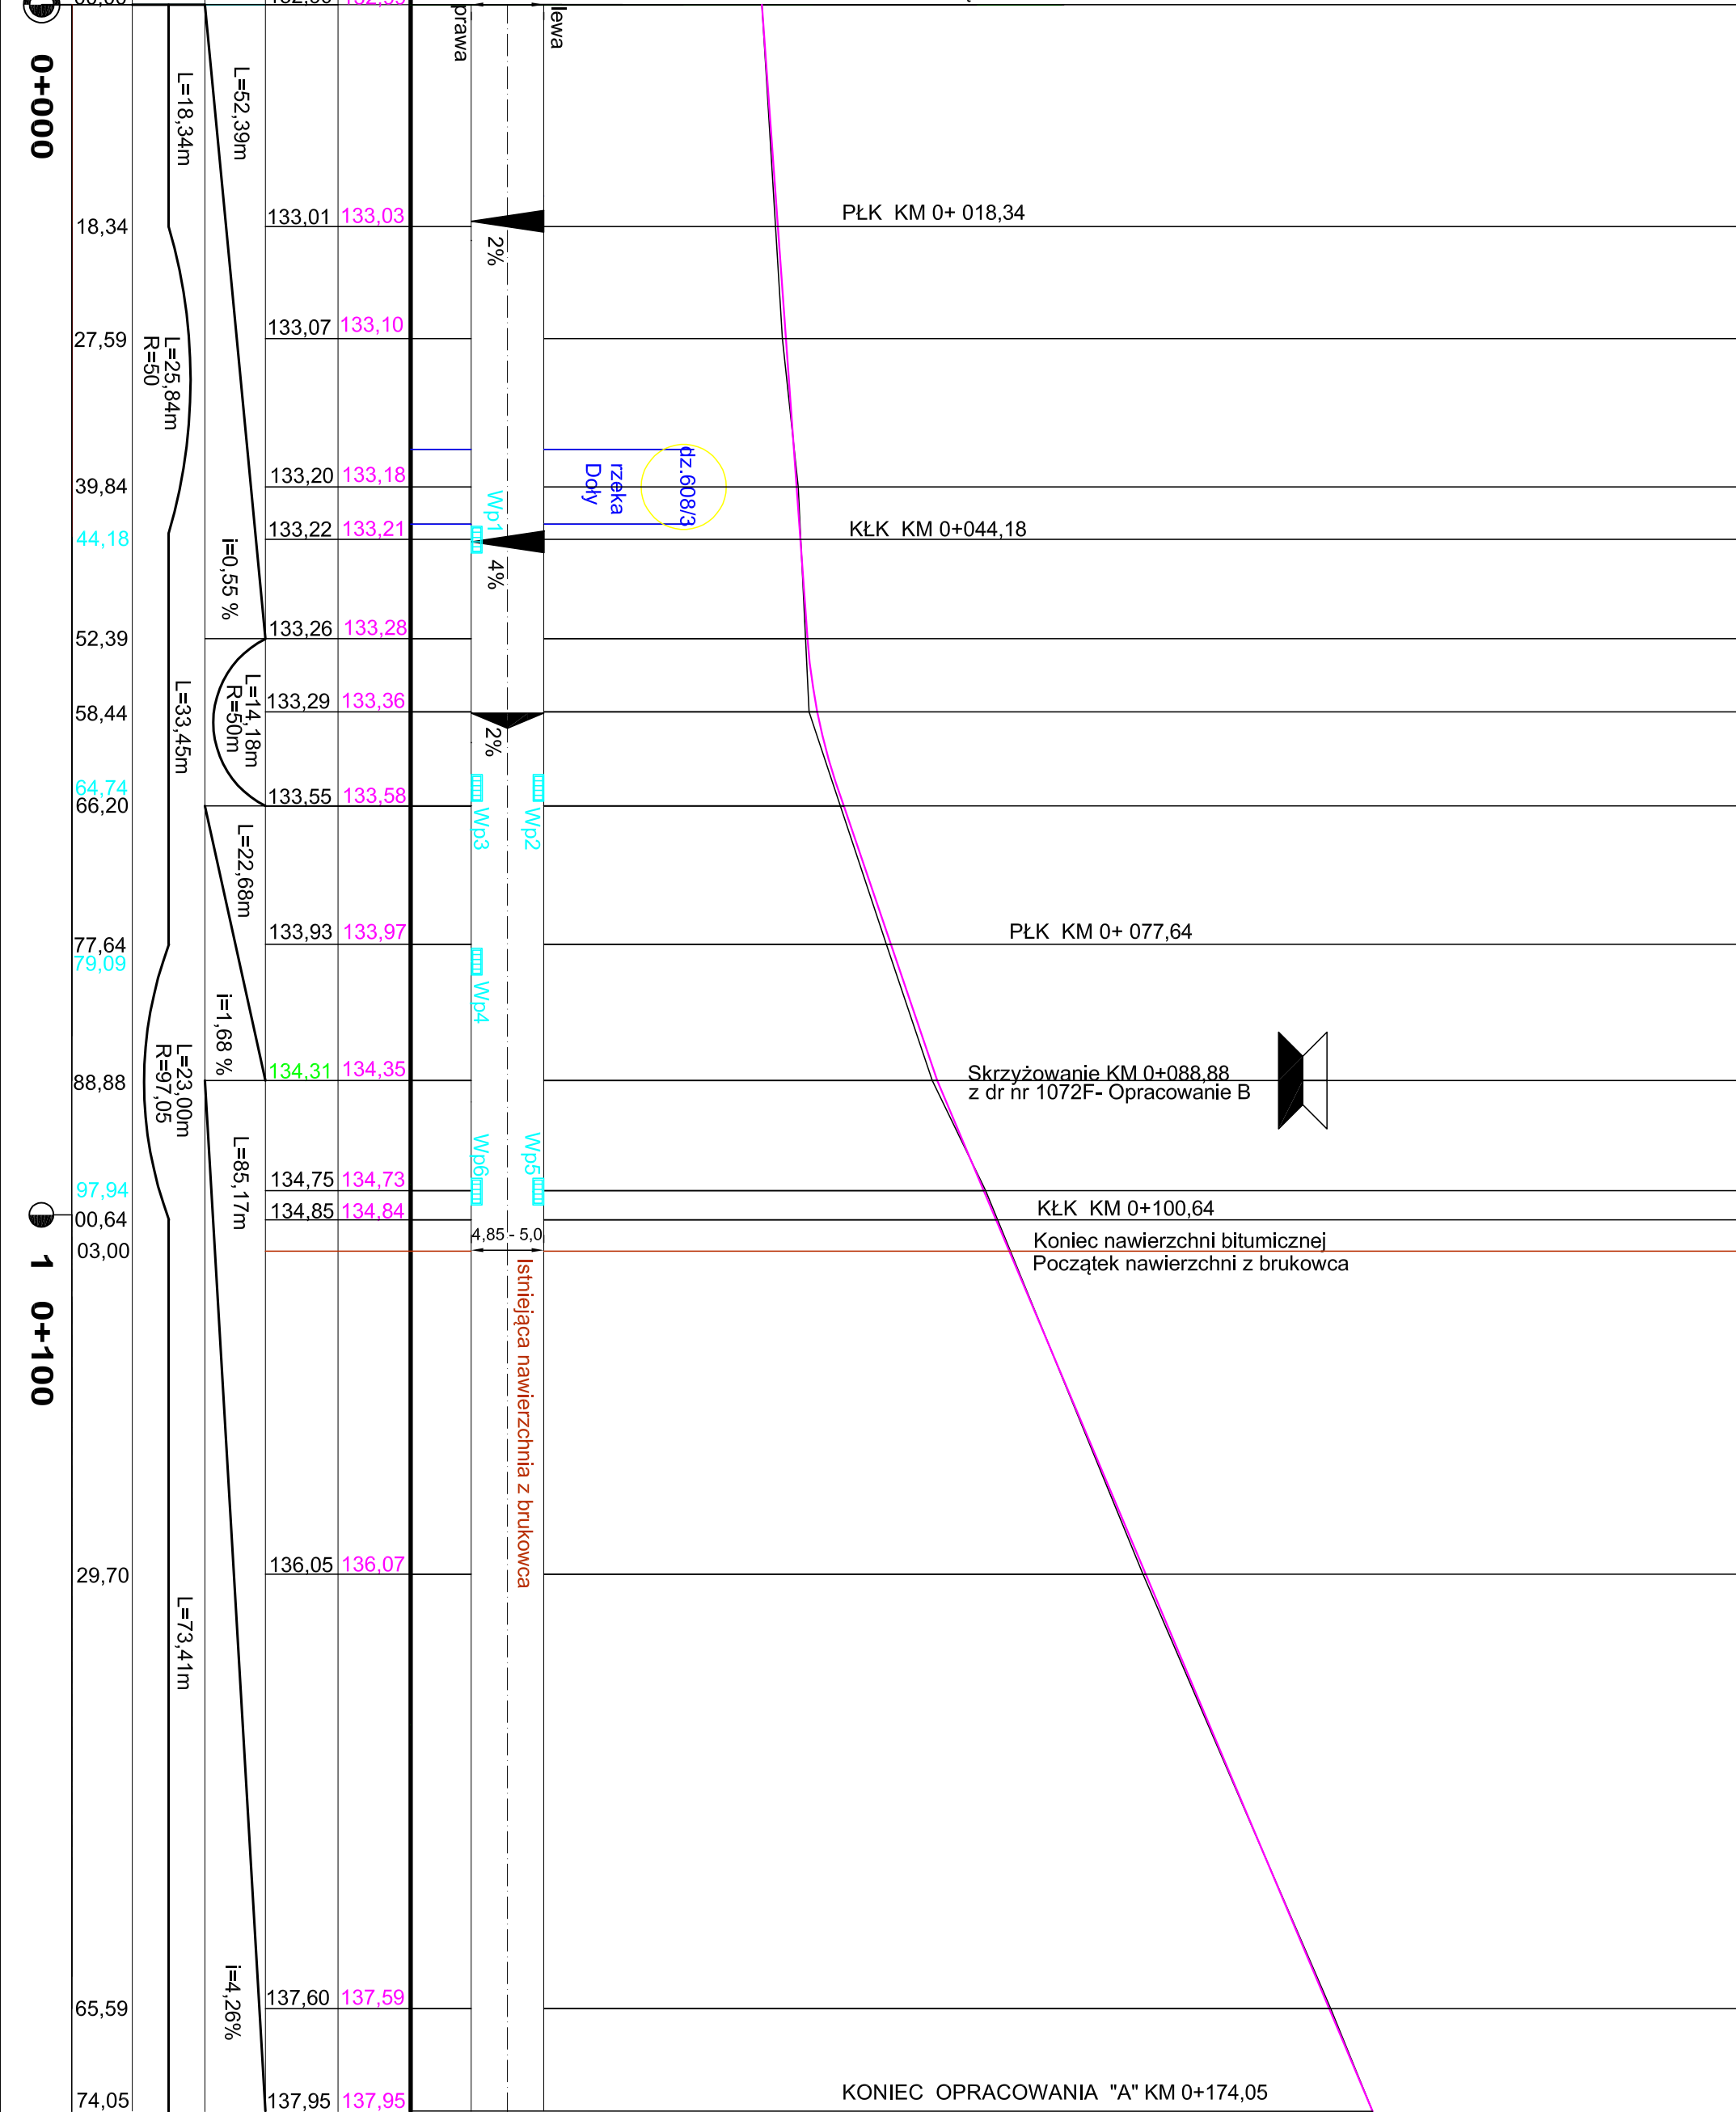 lewa
prawa
0+000
L=18,34m
L=52,39m
18,34
133,01 133,03
2%
PŁK KM 0+ 018,34
27,59
133,07 133,10
L=25,84m
R=50
dz.608/3
rzeka
Doły
39,84
133,20 133,18
Wp1
44,18
133,22 133,21
4%
KŁK KM 0+044,18
i=0,55 %
52,39
133,26 133,28
L=33,45m
L=14,18m
R=50m
58,44
133,29 133,36
2%
64,74
66,20
133,55 133,58
Wp3
Wp2
L=22,68m
77,64
133,93 133,97
PŁK KM 0+ 077,64
79,09
Wp4
i=1,68 %
L=23,00m
R=97,05
88,88
134,31 134,35
Skrzyżowanie KM 0+088,88
z dr nr 1072F- Opracowanie B
L=85,17m
Wp6
Wp5
97,94
134,75 134,73
00,64
134,85 134,84
KŁK KM 0+100,64
4,85 - 5,0
03,00
Koniec nawierzchni bitumicznej
Początek nawierzchni z brukowca
1 0+100
Istniejąca nawierzchnia z brukowca
29,70
136,05 136,07
L=73,41m
i=4,26%
65,59
137,60 137,59
74,05
137,95 137,95
KONIEC OPRACOWANIA "A" KM 0+174,05